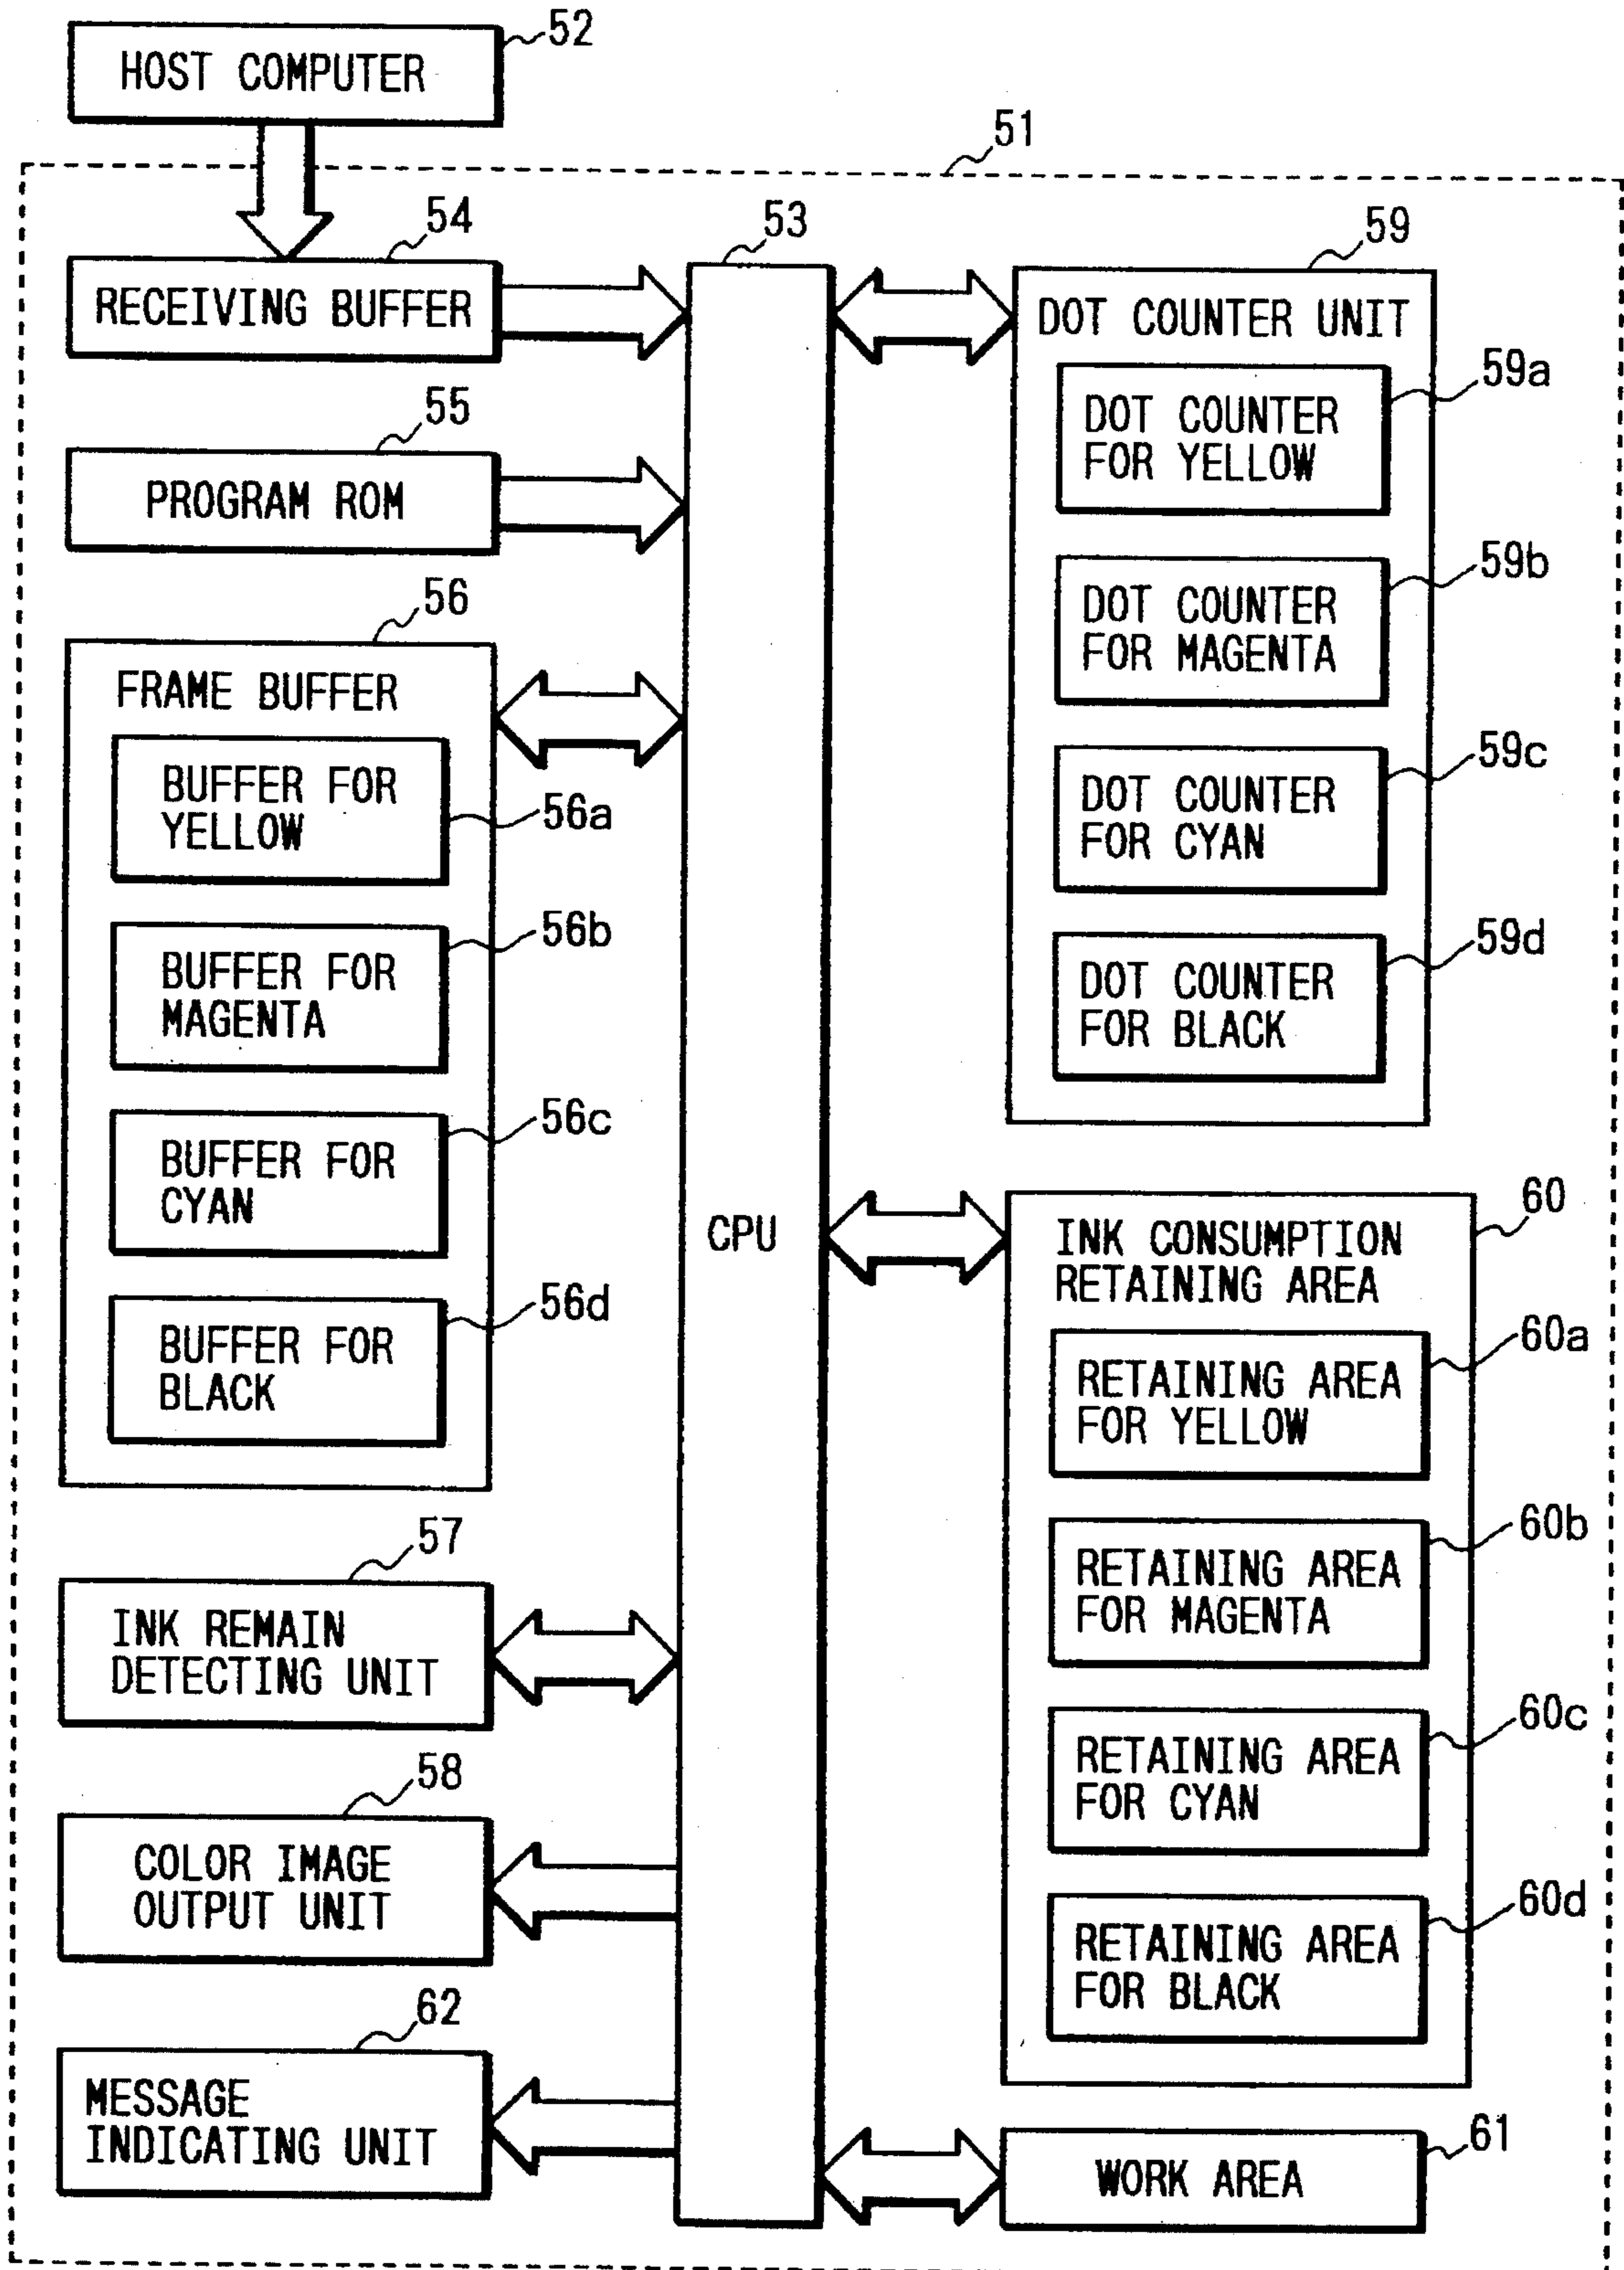 52
HOST COMPUTER
51
54
RECEIVING BUFFER
55
PROGRAM ROM
56
FRAME BUFFER
BUFFER FOR
YELLOW
56a
56b
BUFFER FOR
MAGENTA
56c
BUFFER FOR
CYAN
56d
BUFFER FOR
BLACK
57
INK REMAIN
DETECTING UNIT
58
COLOR IMAGE
OUTPUT UNIT
62
MESSAGE
INDICATING UNIT
53
CPU
59
DOT COUNTER UNIT
59a
DOT COUNTER
FOR YELLOW
59b
DOT COUNTER
FOR MAGENTA
59c
DOT COUNTER
FOR CYAN
59d
DOT COUNTER
FOR BLACK
60
INK CONSUMPTION
RETAINING AREA
60a
RETAINING AREA
FOR YELLOW
60b
RETAINING AREA
FOR MAGENTA
60c
RETAINING AREA
FOR CYAN
60d
RETAINING AREA
FOR BLACK
61
WORK AREA